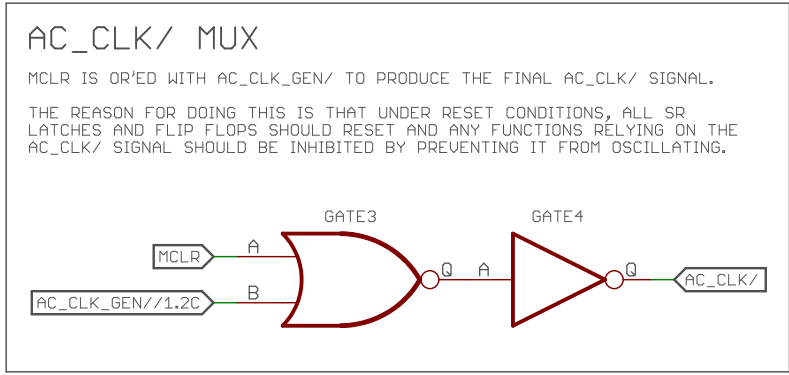 AC_CLK/ MUX
MCLR IS OR'ED WITH AC_CLK_GEN/ TO PRODUCE THE FINAL AC_CLK/ SIGNAL.
THE REASON FOR DOING THIS IS THAT UNDER RESET CONDITIONS, ALL SR
LATCHES AND FLIP FLOPS SHOULD RESET AND ANY FUNCTIONS RELYING ON THE
AC_CLK/ SIGNAL SHOULD BE INHIBITED BY PREVENTING IT FROM OSCILLATING.
GATE3
GATE4
MCLR
A
Q
A
Q
AC_CLK/
AC_CLK_GEN//1.2C
B